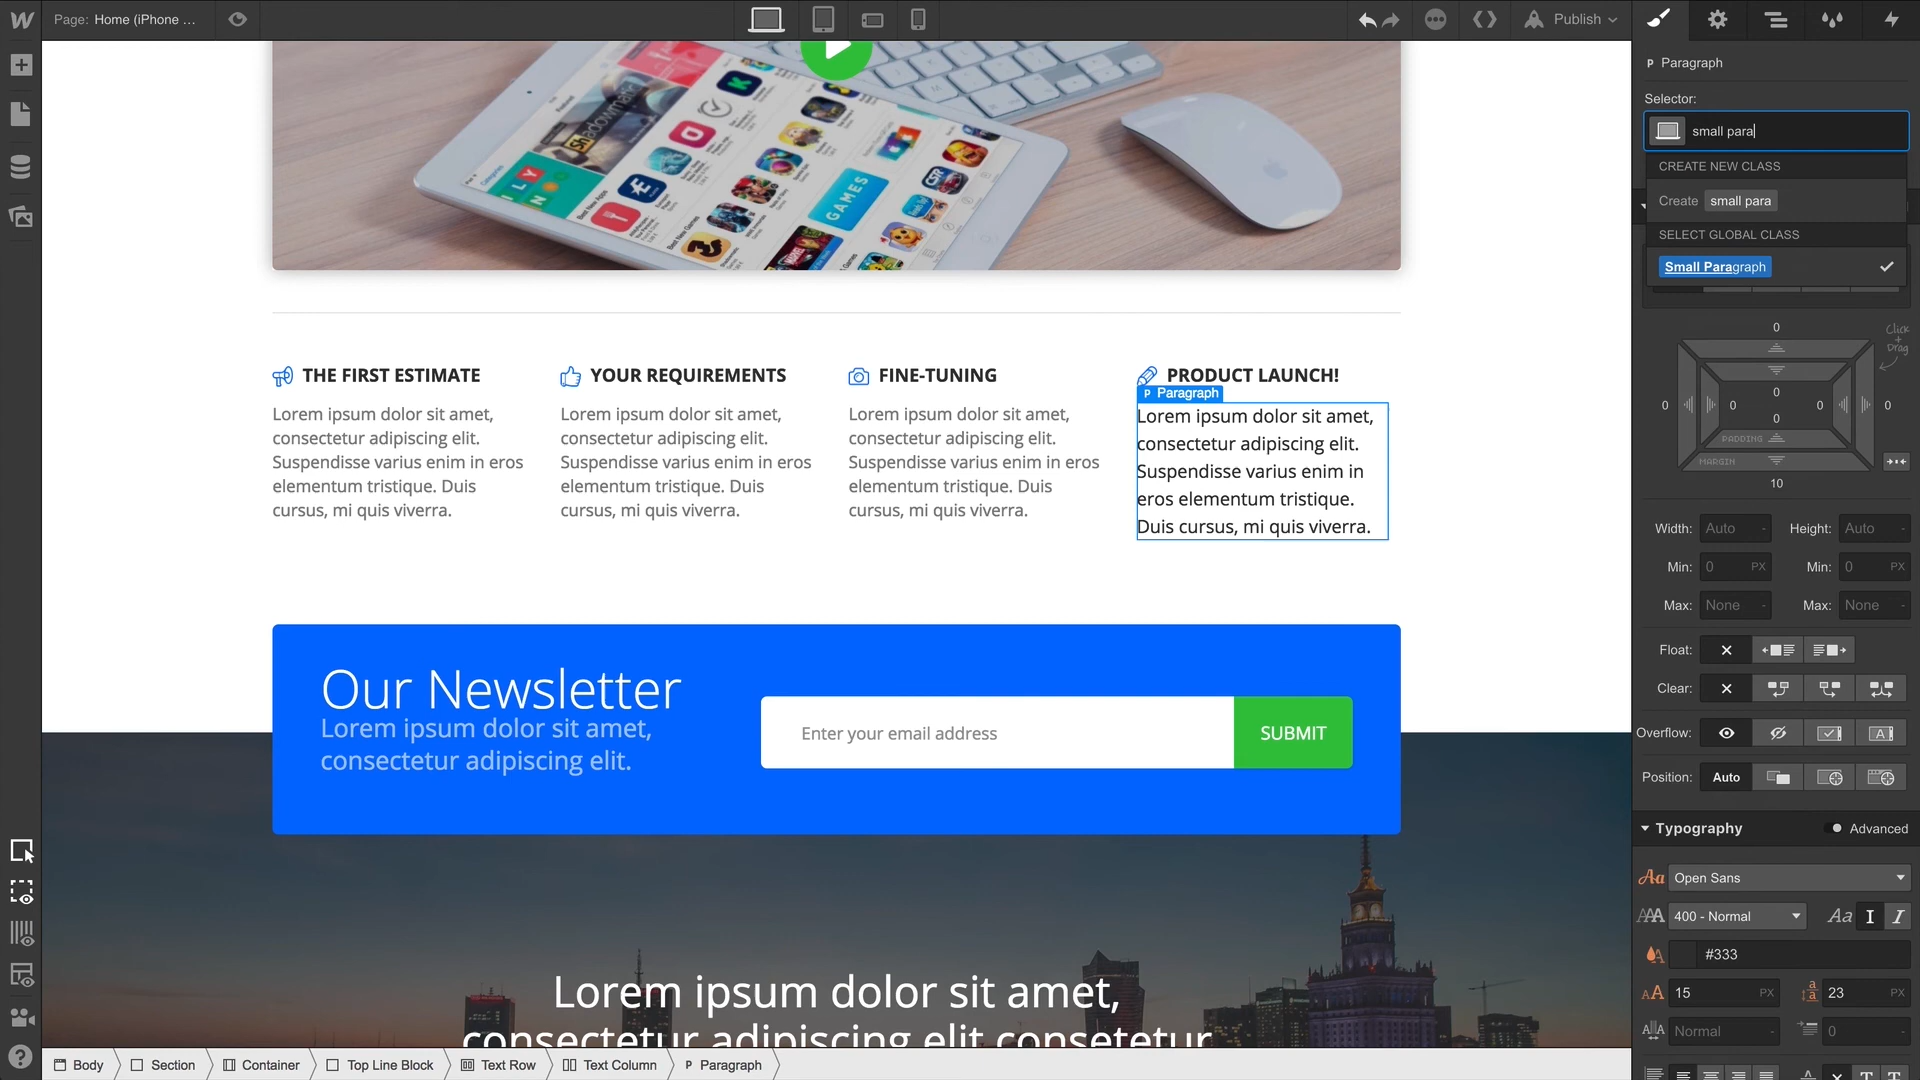 Page: Home (iPhone ...
Publish
P Paragraph
Selector:
small para
CREATE NEW CLASS
Create small para
SELECT GLOBAL CLASS
Small Paragraph
Shadowmatic
GAMES
CSR
THE FIRST ESTIMATE
Lorem ipsum dolor sit amet,
consectetur adipiscing elit.
Suspendisse varius enim in eros
elementum tristique. Duis
cursus, mi quis viverra.
YOUR REQUIREMENTS
Lorem ipsum dolor sit amet,
consectetur adipiscing elit.
Suspendisse varius enim in eros
elementum tristique. Duis
cursus, mi quis viverra.
FINE-TUNING
Lorem ipsum dolor sit amet,
consectetur adipiscing elit.
Suspendisse varius enim in eros
elementum tristique. Duis
cursus, mi quis viverra.
PRODUCT LAUNCH!
P Paragraph
Lorem ipsum dolor sit amet,
consectetur adipiscing elit.
Suspendisse varius enim in
eros elementum tristique.
Duis cursus, mi quis viverra.
Our Newsletter
Lorem ipsum dolor sit amet,
consectetur adipiscing elit.
Enter your email address
SUBMIT
Lorem ipsum dolor sit amet,
consectetur adipiscing elit consetetur
0
Click
+
Drag
0
0 0 0 0
0
PADDING
MARGIN
10
Width: Auto - Height: Auto -
Min: 0 PX Min: 0 PX
Max: None - Max: None -
Float:
Clear:
Overflow:
Position: Auto
Typography Advanced
Open Sans
400 - Normal
#333
15 PX 23 PX
Normal - 0
Body Section Container Top Line Block Text Row Text Column P Paragraph